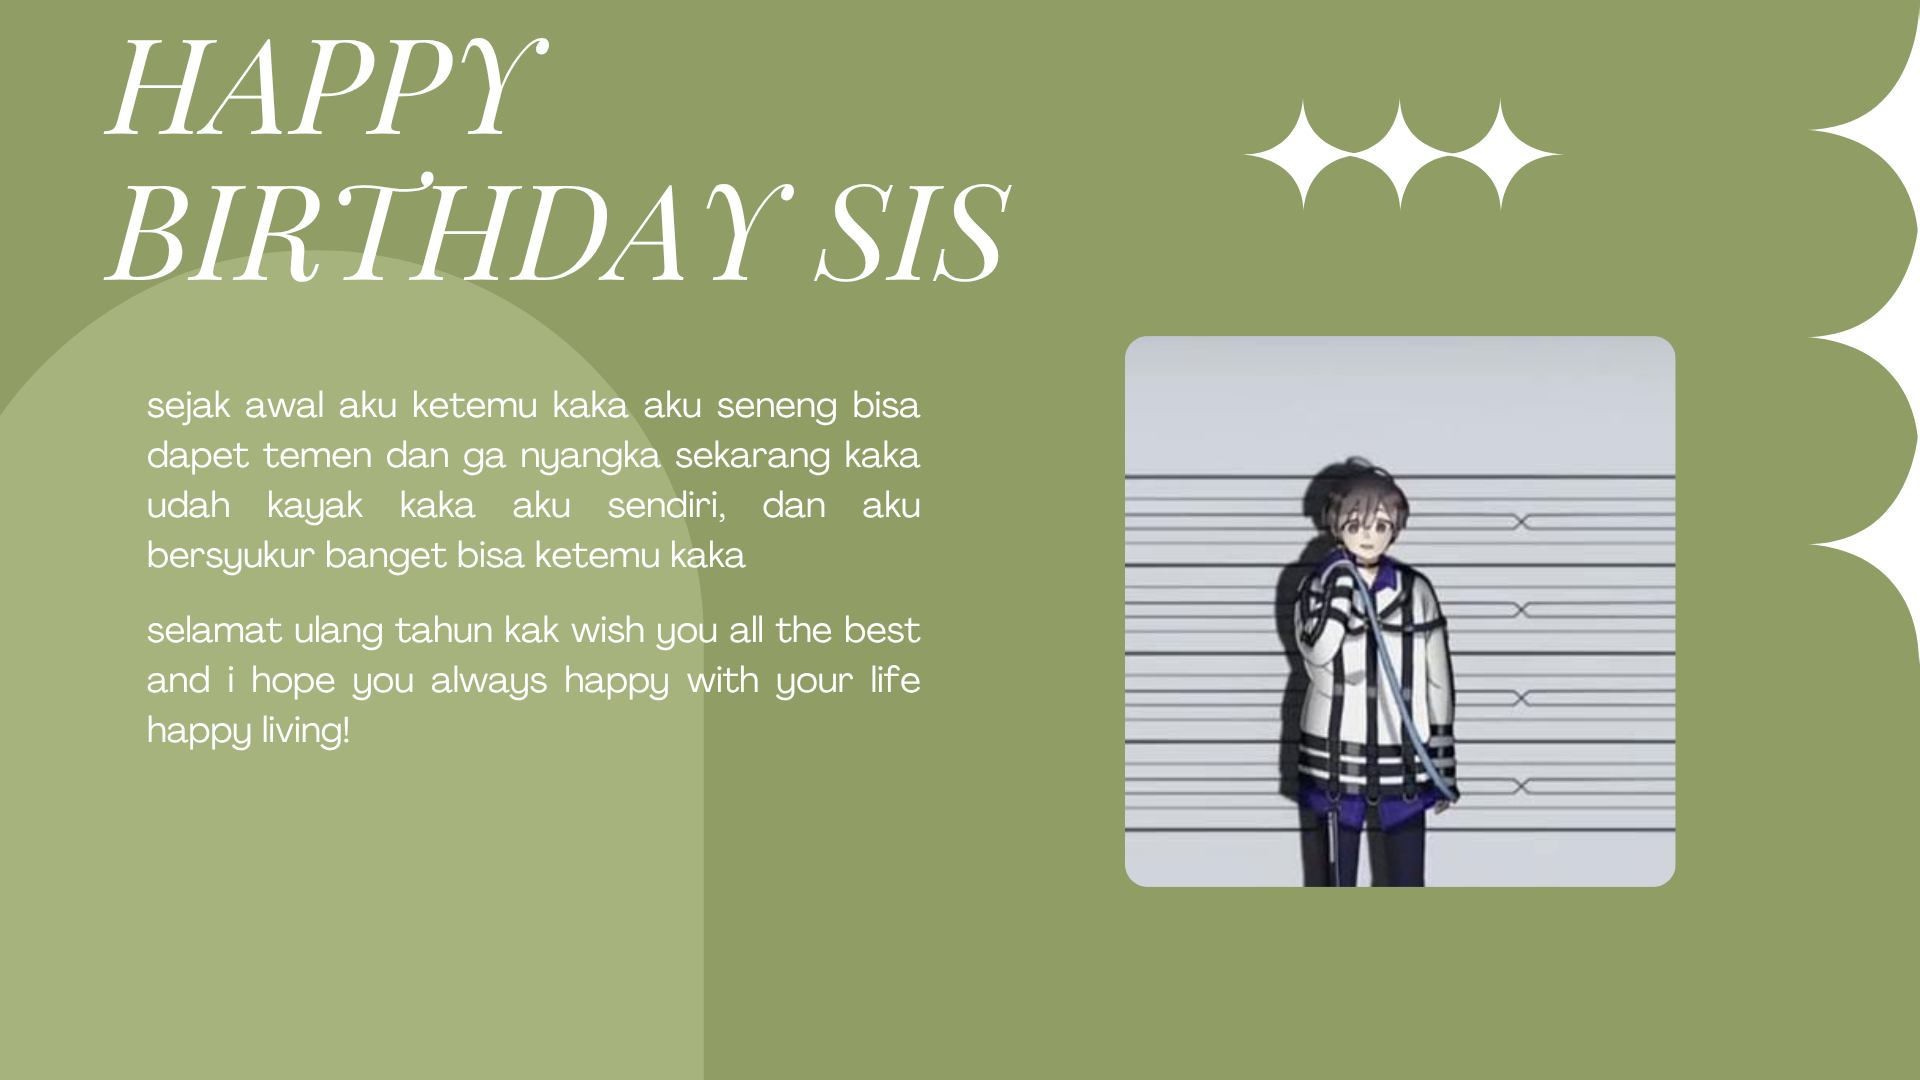 HAPPY
BIRTHDAY SIS
sejak awal aku ketemu kaka aku seneng bisa
dapet temen dan ga nyangka sekarang kaka
udah kayak kaka aku sendiri, dan aku
bersyukur banget bisa ketemu kaka
selamat ulang tahun kak wish you all the best
and i hope you always happy with your life
happy living!